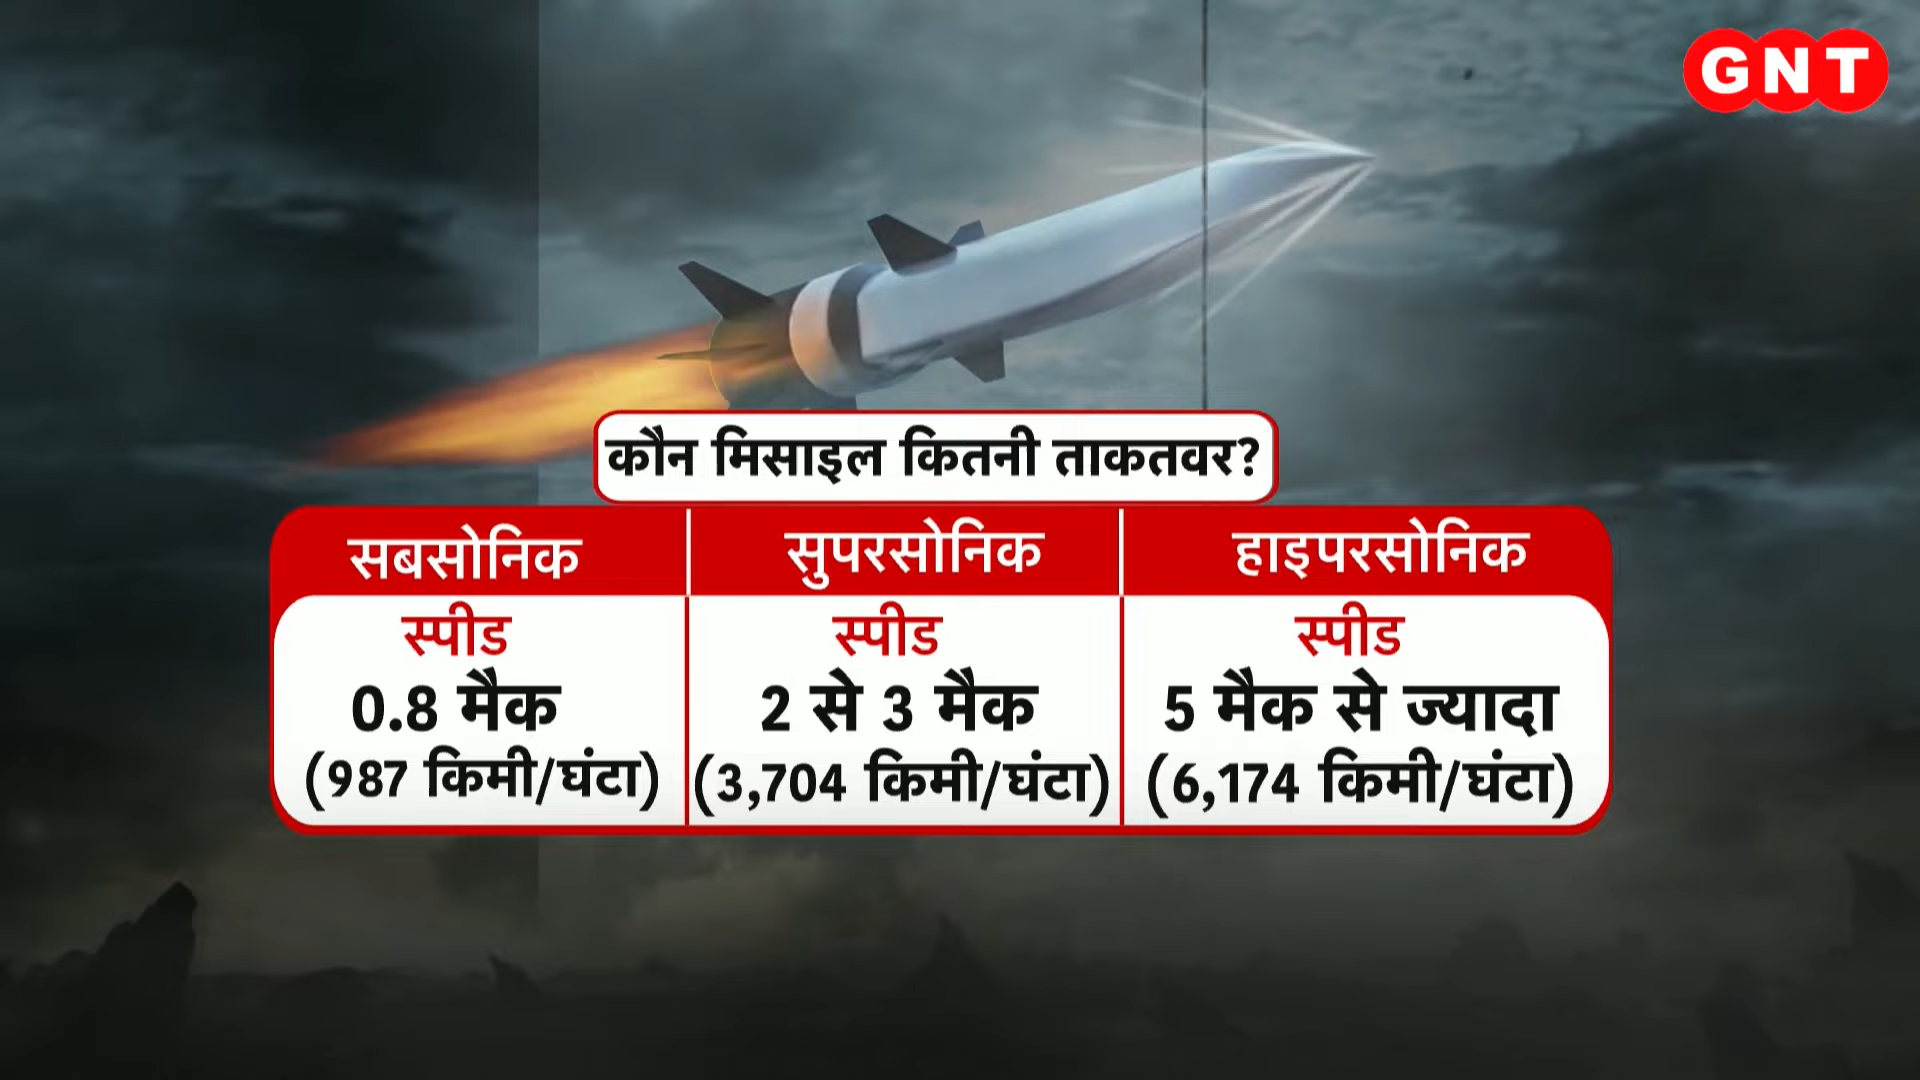 GNT
कौन मिसाइल कितनी ताकतवर?
सबसोनिक सुपरसोनिक हाइपरसोनिक
स्पीड स्पीड स्पीड
0.8 मैक 2 से 3 मैक 5 मैक से ज्यादा
(987 किमी/घंटा) (3,704 किमी/घंटा) (6,174 किमी/घंटा)